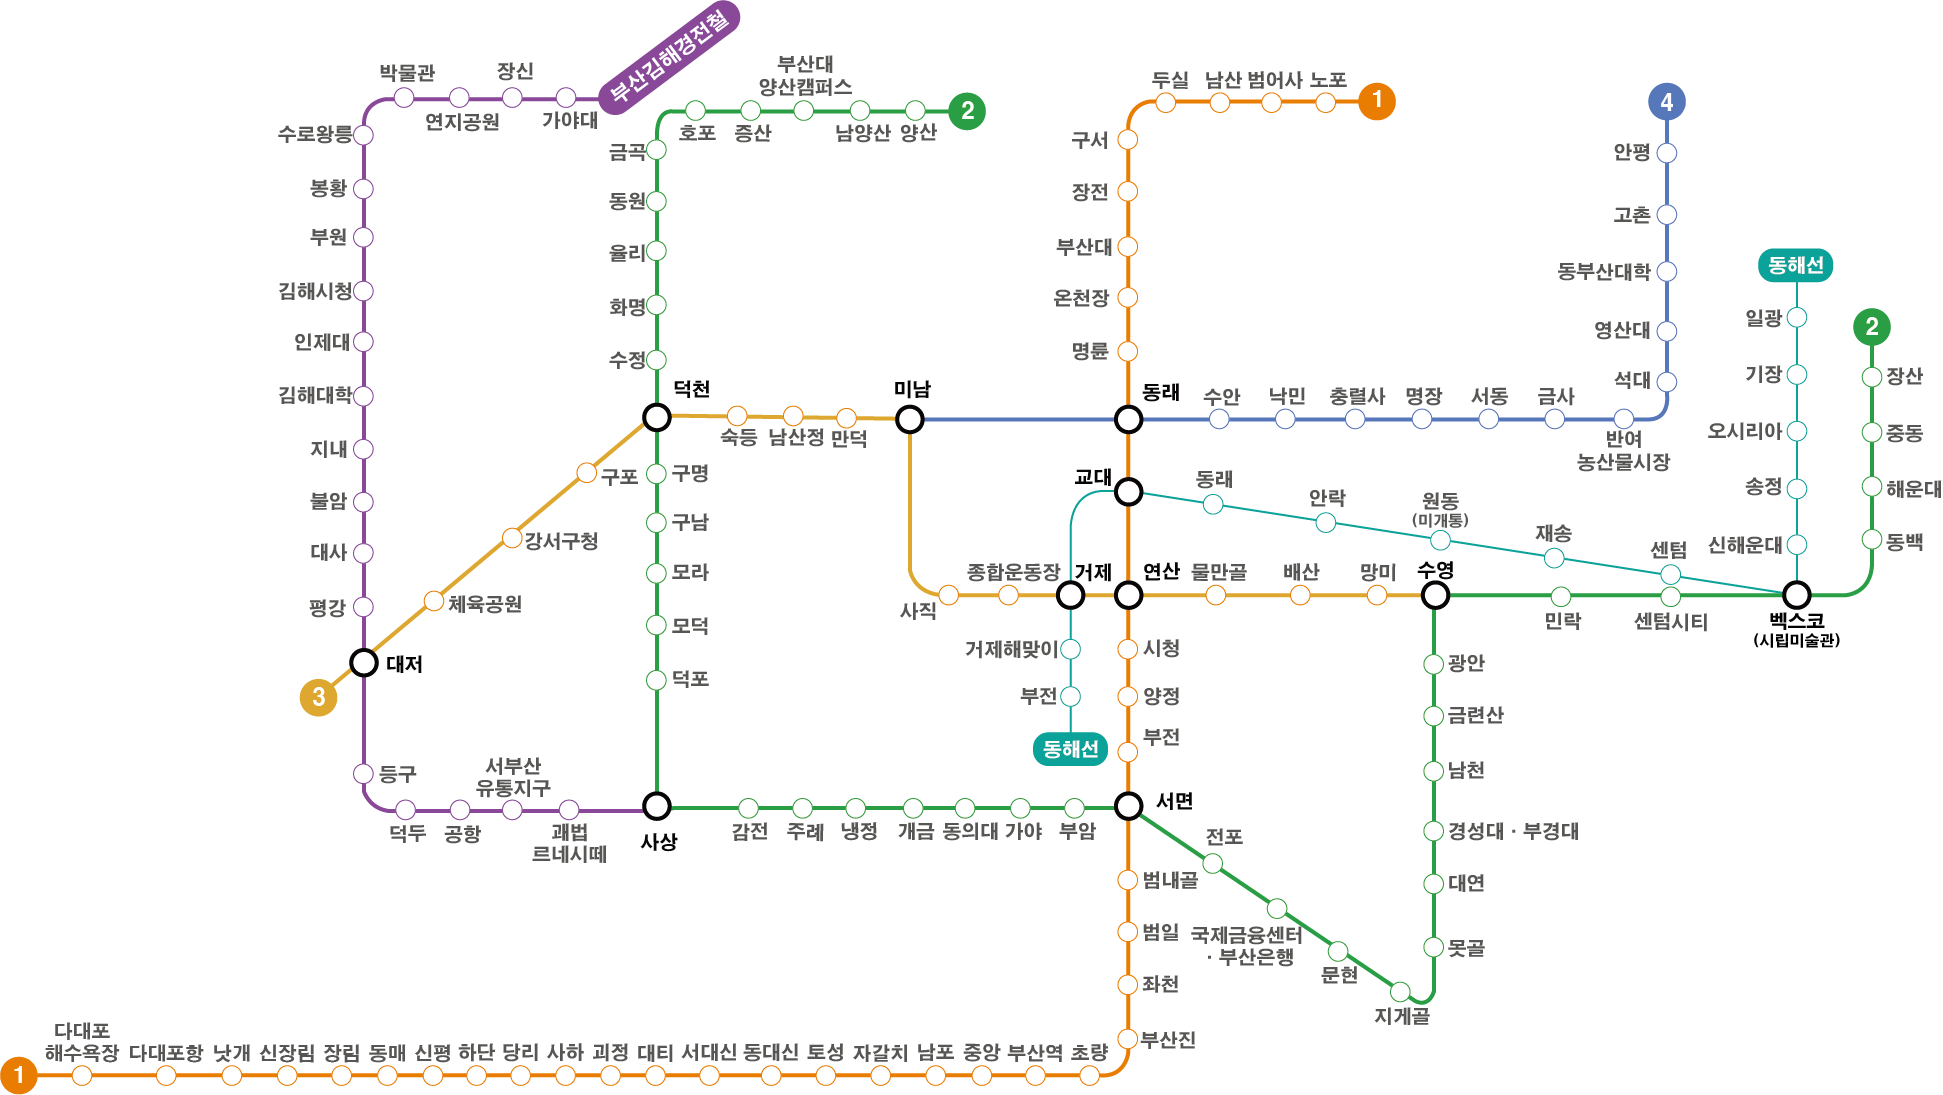 부산김해경전철
박물관
연지공원
장신
가야대
수로왕릉
봉황
부원
김해시청
인제대
김해대학
지내
불암
대사
평강
대저
3
등구
덕두
공항
서부산
유통지구
괘법
르네시떼
사상
부산대
양산캠퍼스
호포
증산
남양산
양산
2
금곡
동원
율리
화명
수정
덕천
숙등
남산정
만덕
미남
구포
강서구청
체육공원
구명
구남
모라
모덕
덕포
감전
주례
냉정
개금
동의대
가야
부암
서면
두실
남산
범어사
노포
1
구서
장전
부산대
온천장
명륜
동래
수안
낙민
충렬사
명장
서동
금사
반여
농산물시장
석대
영산대
동부산대학
고촌
안평
4
교대
동래
안락
원동
(미개통)
재송
센텀
동해선
일광
기장
오시리아
송정
신해운대
2
장산
중동
해운대
동백
사직
종합운동장
거제
연산
물만골
배산
망미
수영
민락
센텀시티
벡스코
(시립미술관)
거제해맞이
부전
동해선
시청
양정
부전
광안
금련산
남천
경성대 · 부경대
대연
못골
전포
국제금융센터
· 부산은행
문현
지게골
범내골
범일
좌천
부산진
1
다대포
해수욕장
다대포항
낫개
신장림
장림
동매
신평
하단
당리
사하
괴정
대티
서대신
동대신
토성
자갈치
남포
중앙
부산역
초량